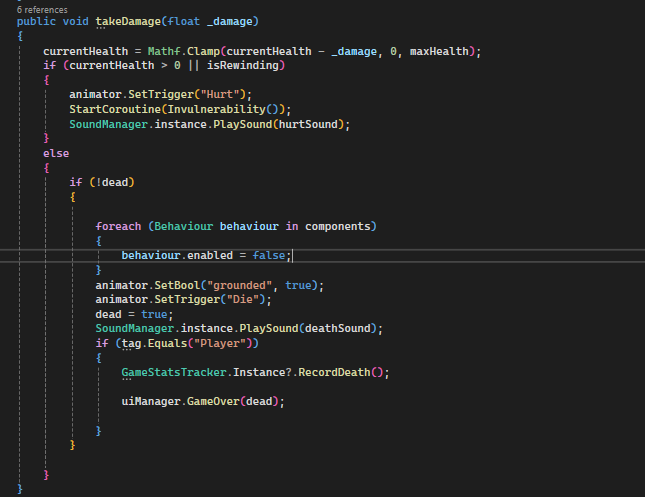 6 references
public void takeDamage(float _damage)
{
currentHealth = Mathf.Clamp(currentHealth - _damage, 0, maxHealth);
if (currentHealth > 0 || isRewinding)
{
animator.SetTrigger("Hurt");
StartCoroutine(Invulnerability());
SoundManager.instance.PlaySound(hurtSound);
}
else
{
if (!dead)
{
foreach (Behaviour behaviour in components)
{
behaviour.enabled = false;
}
animator.SetBool("grounded", true);
animator.SetTrigger("Die");
dead = true;
SoundManager.instance.PlaySound(deathSound);
if (tag.Equals("Player"))
{
GameStatsTracker.Instance?.RecordDeath();
uiManager.GameOver(dead);
}
}
}
}